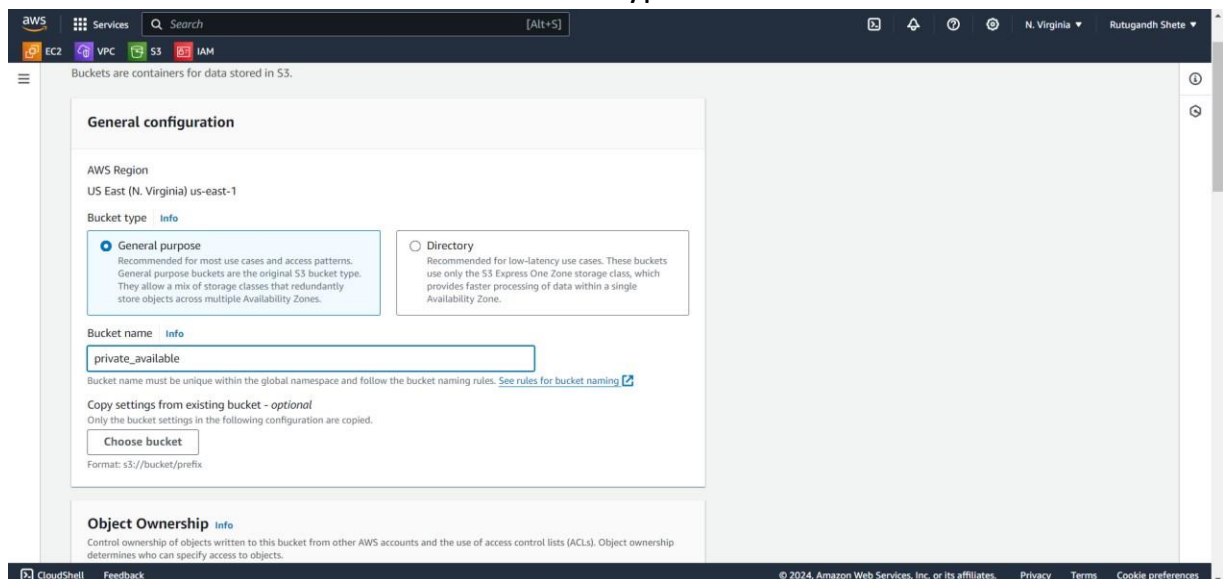 aws Services Search [Alt+S] N. Virginia Rutugandh Shete
EC2 VPC S3 IAM
Buckets are containers for data stored in S3.
General configuration
AWS Region
US East (N. Virginia) us-east-1
Bucket type Info
General purpose
Recommended for most use cases and access patterns.
General purpose buckets are the original S3 bucket type.
They allow a mix of storage classes that redundantly
store objects across multiple Availability Zones.
Directory
Recommended for low-latency use cases. These buckets
use only the S3 Express One Zone storage class, which
provides faster processing of data within a single
Availability Zone.
Bucket name Info
private_available
Bucket name must be unique within the global namespace and follow the bucket naming rules. See rules for bucket naming
Copy settings from existing bucket - optional
Only the bucket settings in the following configuration are copied.
Choose bucket
Format: s3://bucket/prefix
Object Ownership Info
Control ownership of objects written to this bucket from other AWS accounts and the use of access control lists (ACLs). Object ownership
determines who can specify access to objects.
CloudShell Feedback © 2024, Amazon Web Services, Inc. or its affiliates. Privacy Terms Cookie preferences